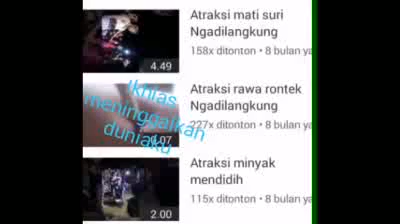 Atraksi mati suri
Ngadilangkung
158x ditonton • 8 bulan ya
4.49
Atraksi rawa rontek
Ngadilangkung
227x ditonton • 8 bulan ya
Ikhlas
meninggalkan
duniaku
Atraksi minyak
mendidih
115x ditonton • 8 bulan ya
2.00